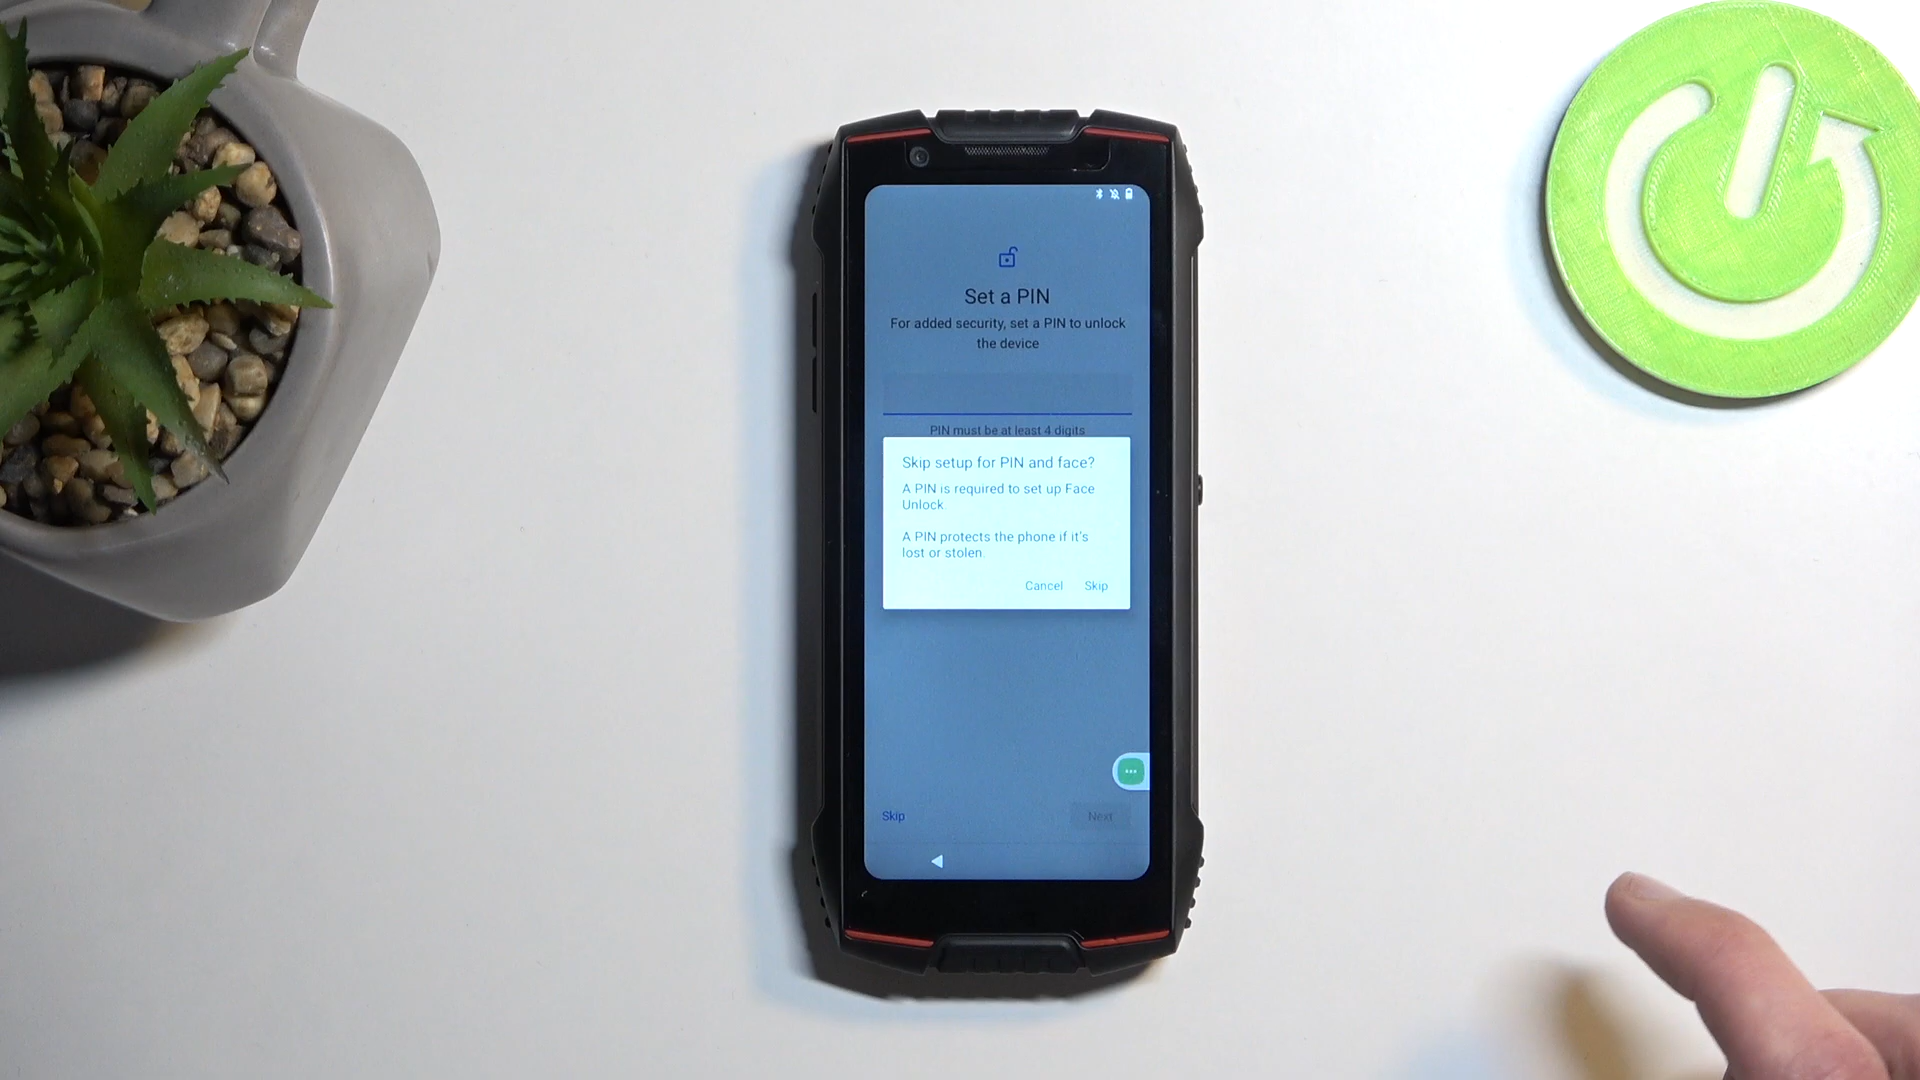 Set a PIN
For added security, set a PIN to unlock
the device
PIN must be at least 4 digits
Skip setup for PIN and face?
A PIN is required to set up Face
Unlock.
A PIN protects the phone if it's
lost or stolen.
Cancel Skip
Skip Next